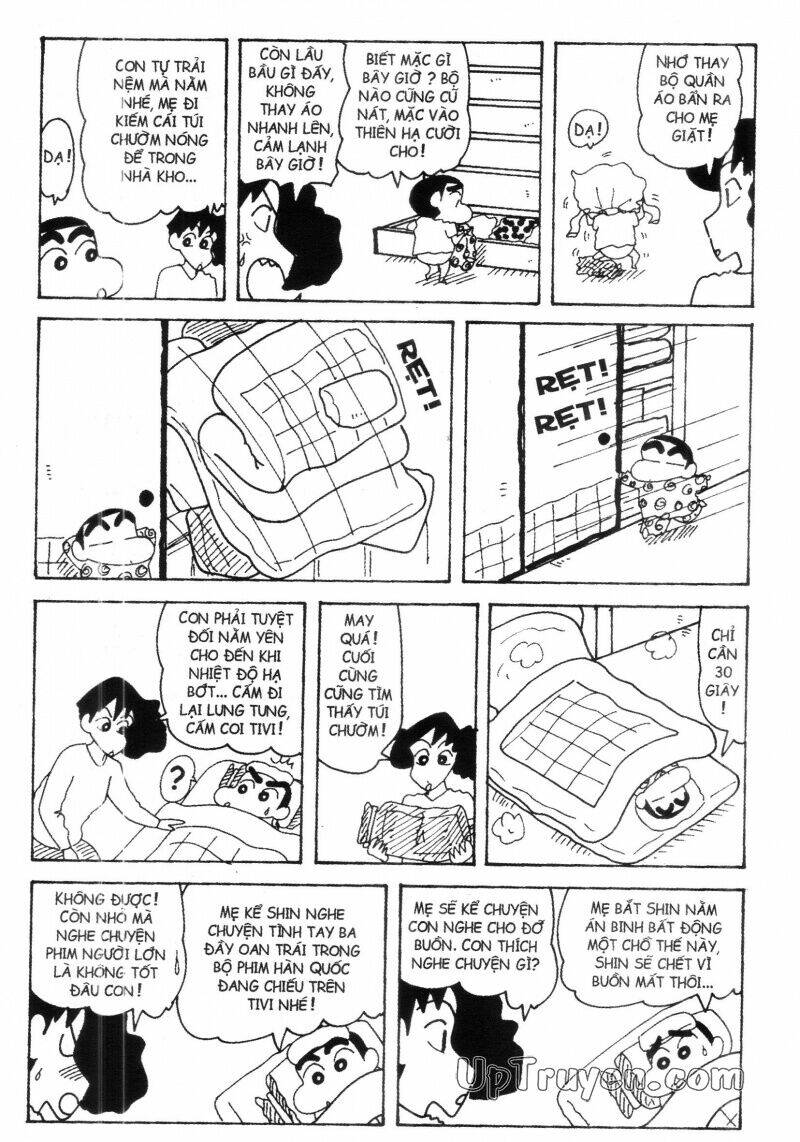 NHỚ THAY
BỘ QUẦN
ÁO BẨN RA
CHO MẸ
GIẶT!
DẠ!
BIẾT MẶC GÌ
BÂY GIỜ ? BỘ
NÀO CŨNG CŨ
NÁT, MẶC VÀO
THIÊN HẠ CƯỜI
CHO!
CÒN LẦU
BẦU GÌ ĐẤY,
KHÔNG
THAY ÁO
NHANH LÊN,
CẢM LẠNH
BÂY GIỜ!
CON TỰ TRẢI
NỆM MÀ NẰM
NHÉ, MẸ ĐI
KIẾM CÁI TÚI
CHƯỜM NÓNG
ĐỂ TRONG
NHÀ KHO...
DẠ!
RẸT!
RẸT!
RẸT!
CHỈ
CẦN
30
GIÂY
!
MAY
QUÁ!
CUỐI
CÙNG
CŨNG TÌM
THẤY TÚI
CHƯỜM!
CON PHẢI TUYỆT
ĐỐI NẰM YÊN
CHO ĐẾN KHI
NHIỆT ĐỘ HẠ
BỚT... CẤM ĐI
LẠI LUNG TUNG,
CẤM COI TIVI!
?
MẸ BẮT SHIN NẰM
ÁN BINH BẤT ĐỘNG
MỘT CHỖ THẾ NÀY,
SHIN SẼ CHẾT VÌ
BUỒN MẤT THÔI...
MẸ SẼ KỂ CHUYỆN
CON NGHE CHO ĐỠ
BUỒN. CON THÍCH
NGHE CHUYỆN GÌ?
MẸ KỂ SHIN NGHE
CHUYỆN TÌNH TAY BA
ĐẦY OAN TRÁI TRONG
BỘ PHIM HÀN QUỐC
ĐANG CHIẾU TRÊN
TIVI NHÉ!
KHÔNG ĐƯỢC!
CÒN NHỎ MÀ
NGHE CHUYỆN
PHIM NGƯỜI LỚN
LÀ KHÔNG TỐT
ĐÂU CON!
UpTruyen.com